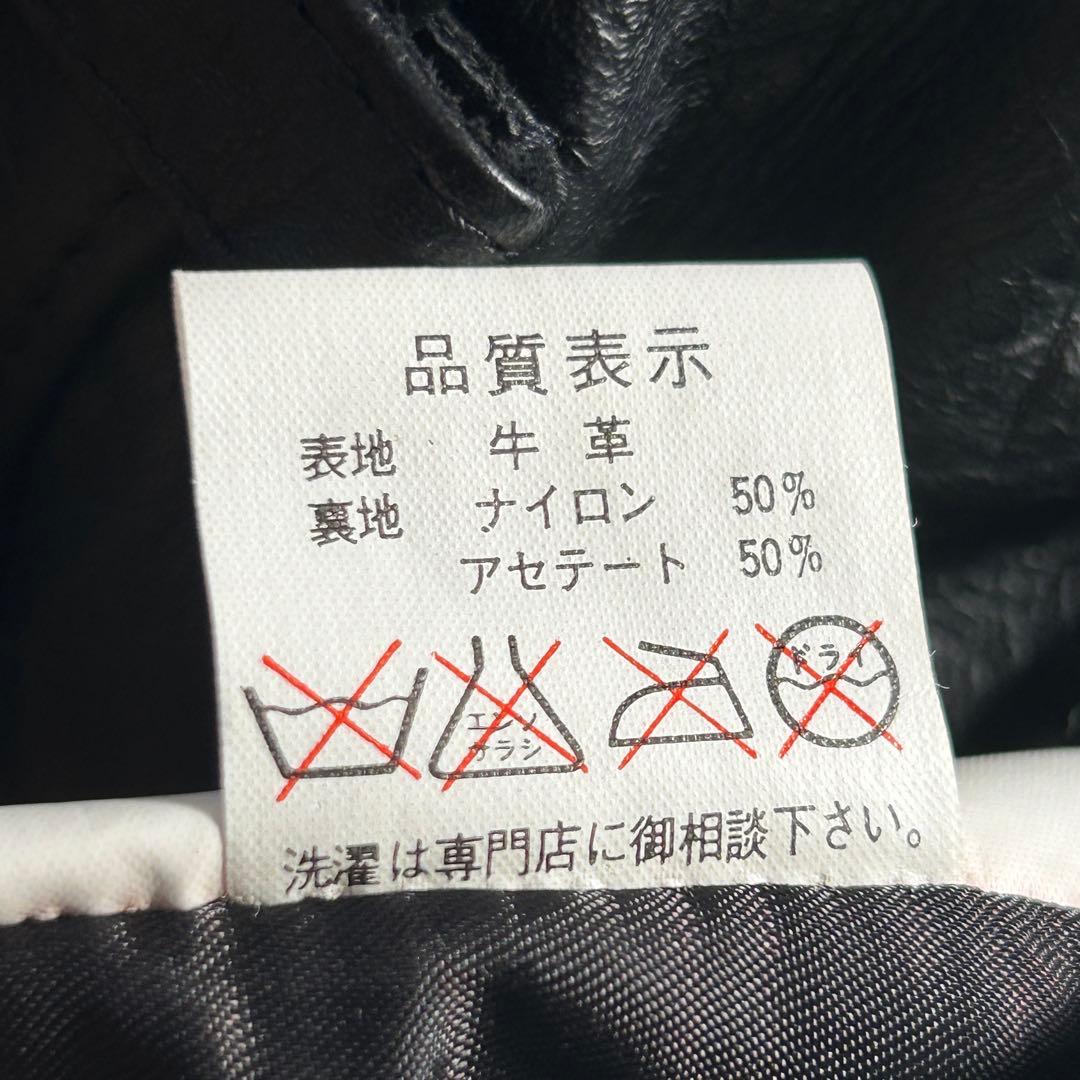 品質表示
表地 牛革
裏地 ナイロン 50%
アセテート 50%
エンソ
サラシ
ドライ
洗濯は専門店に御相談下さい。